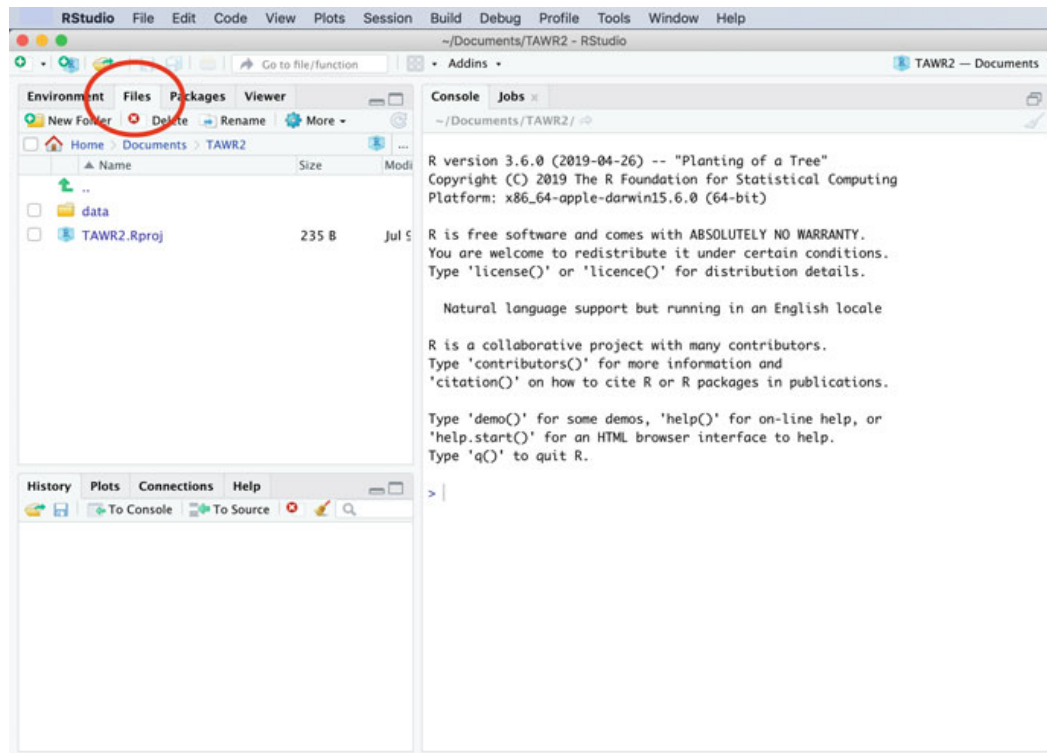 RStudio File Edit Code View Plots Session Build Debug Profile Tools Window Help
~/Documents/TAWR2 - RStudio
Go to file/function Addins TAWR2 — Documents
Environment Files Packages Viewer
New Folder Delete Rename More
Home Documents TAWR2 ...
Name Size Modi
..
data
TAWR2.Rproj 235 B Jul 9
History Plots Connections Help
To Console To Source
Console Jobs
~/Documents/TAWR2/
R version 3.6.0 (2019-04-26) -- "Planting of a Tree"
Copyright (C) 2019 The R Foundation for Statistical Computing
Platform: x86_64-apple-darwin15.6.0 (64-bit)
R is free software and comes with ABSOLUTELY NO WARRANTY.
You are welcome to redistribute it under certain conditions.
Type 'license()' or 'licence()' for distribution details.
Natural language support but running in an English locale
R is a collaborative project with many contributors.
Type 'contributors()' for more information and
'citation()' on how to cite R or R packages in publications.
Type 'demo()' for some demos, 'help()' for on-line help, or
'help.start()' for an HTML browser interface to help.
Type 'q()' to quit R.
>